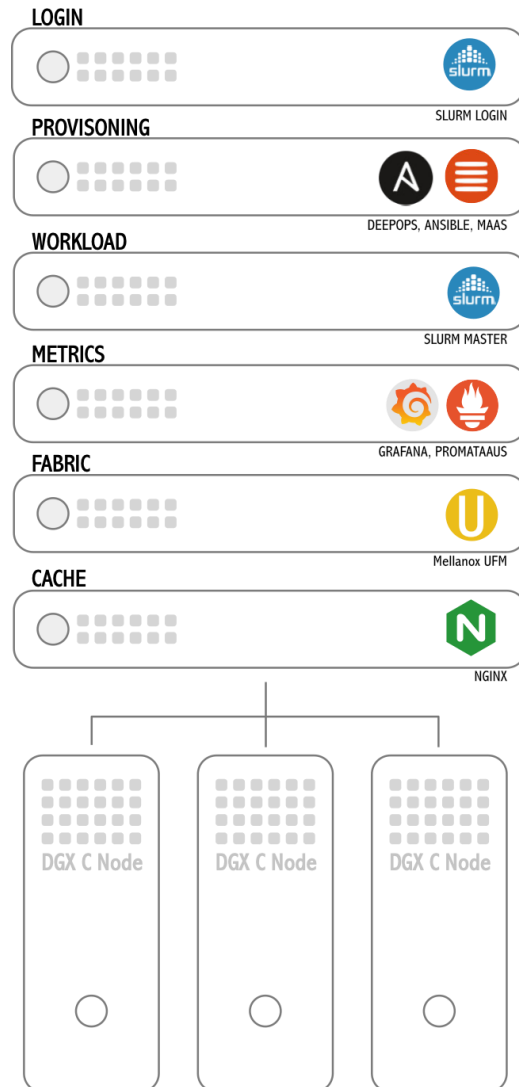 LOGIN
slurm
SLURM LOGIN
PROVISONING
DEEPOPS, ANSIBLE, MAAS
WORKLOAD
slurm
SLURM MASTER
METRICS
GRAFANA, PROMATAAUS
FABRIC
Mellanox UFM
CACHE
NGINX
DGX C Node DGX C Node DGX C Node